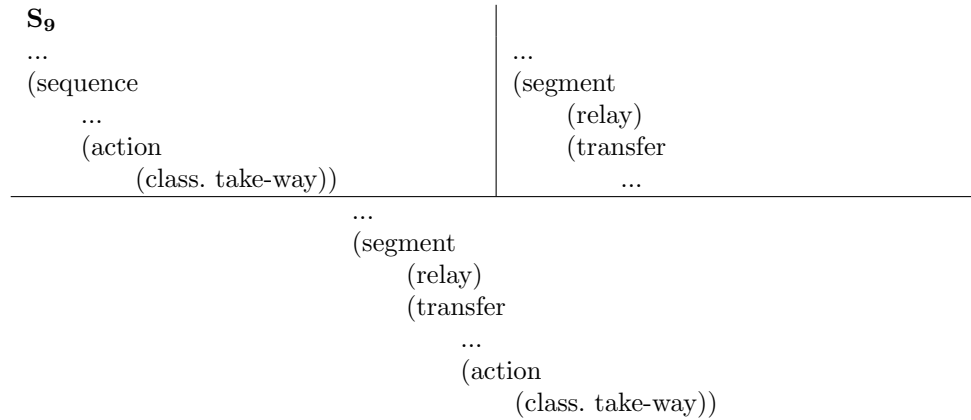 S9
...
(sequence
...
(action
(class. take-way))
...
(segment
(relay)
(transfer
...
...
(segment
(relay)
(transfer
...
(action
(class. take-way))